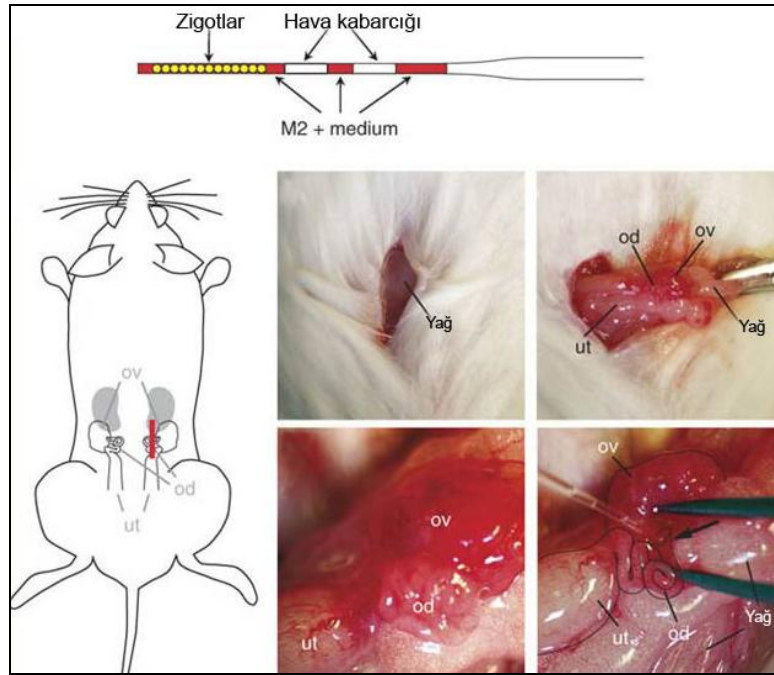 Zigotlar Hava kabarcığı
M2 + medium
ov
od
ut
Yağ
od
ov
ut
Yağ
ov
od
ut
ov
ut
od
Yağ